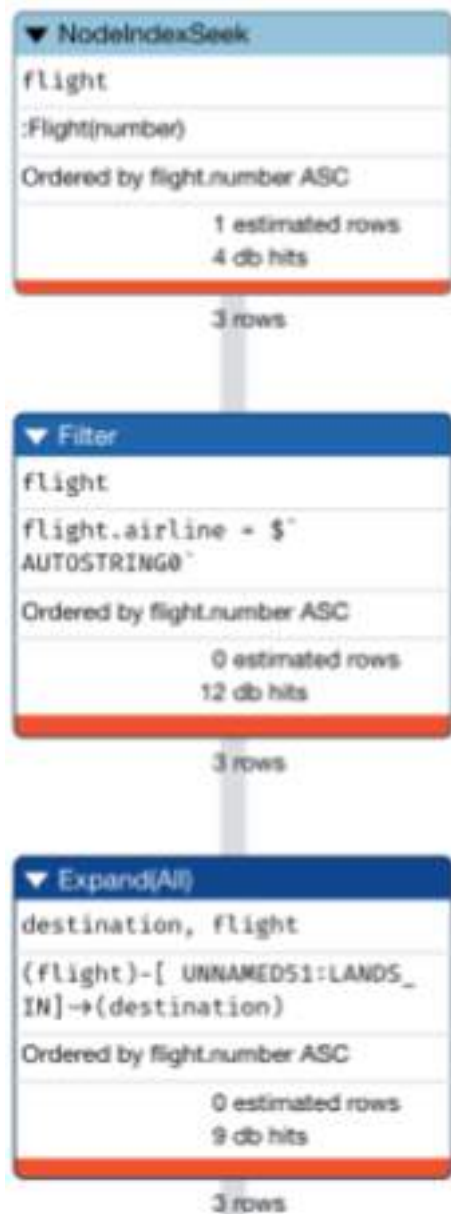 ▼ NodeIndexSeek
flight
:Flight(number)
Ordered by flight.number ASC
1 estimated rows
4 db hits
3 rows
▼ Filter
flight
flight.airline = $`
AUTOSTRING0`
Ordered by flight.number ASC
0 estimated rows
12 db hits
3 rows
▼ Expand(All)
destination, flight
(flight)-[ UNNAMED51:LANDS_
IN]→(destination)
Ordered by flight.number ASC
0 estimated rows
9 db hits
3 rows